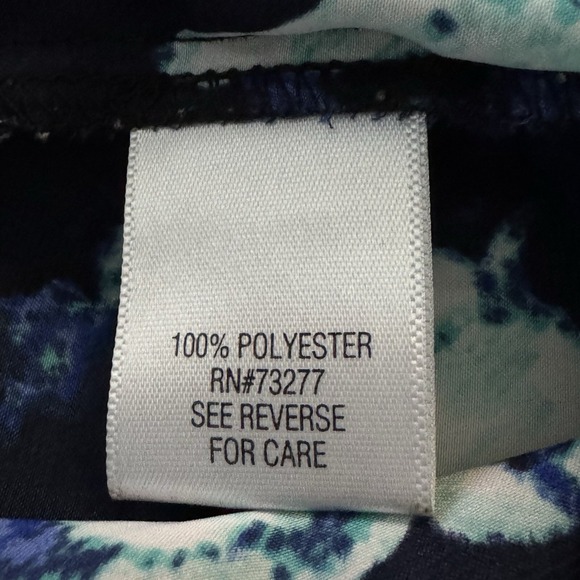 100% POLYESTER
RN#73277
SEE REVERSE
FOR CARE